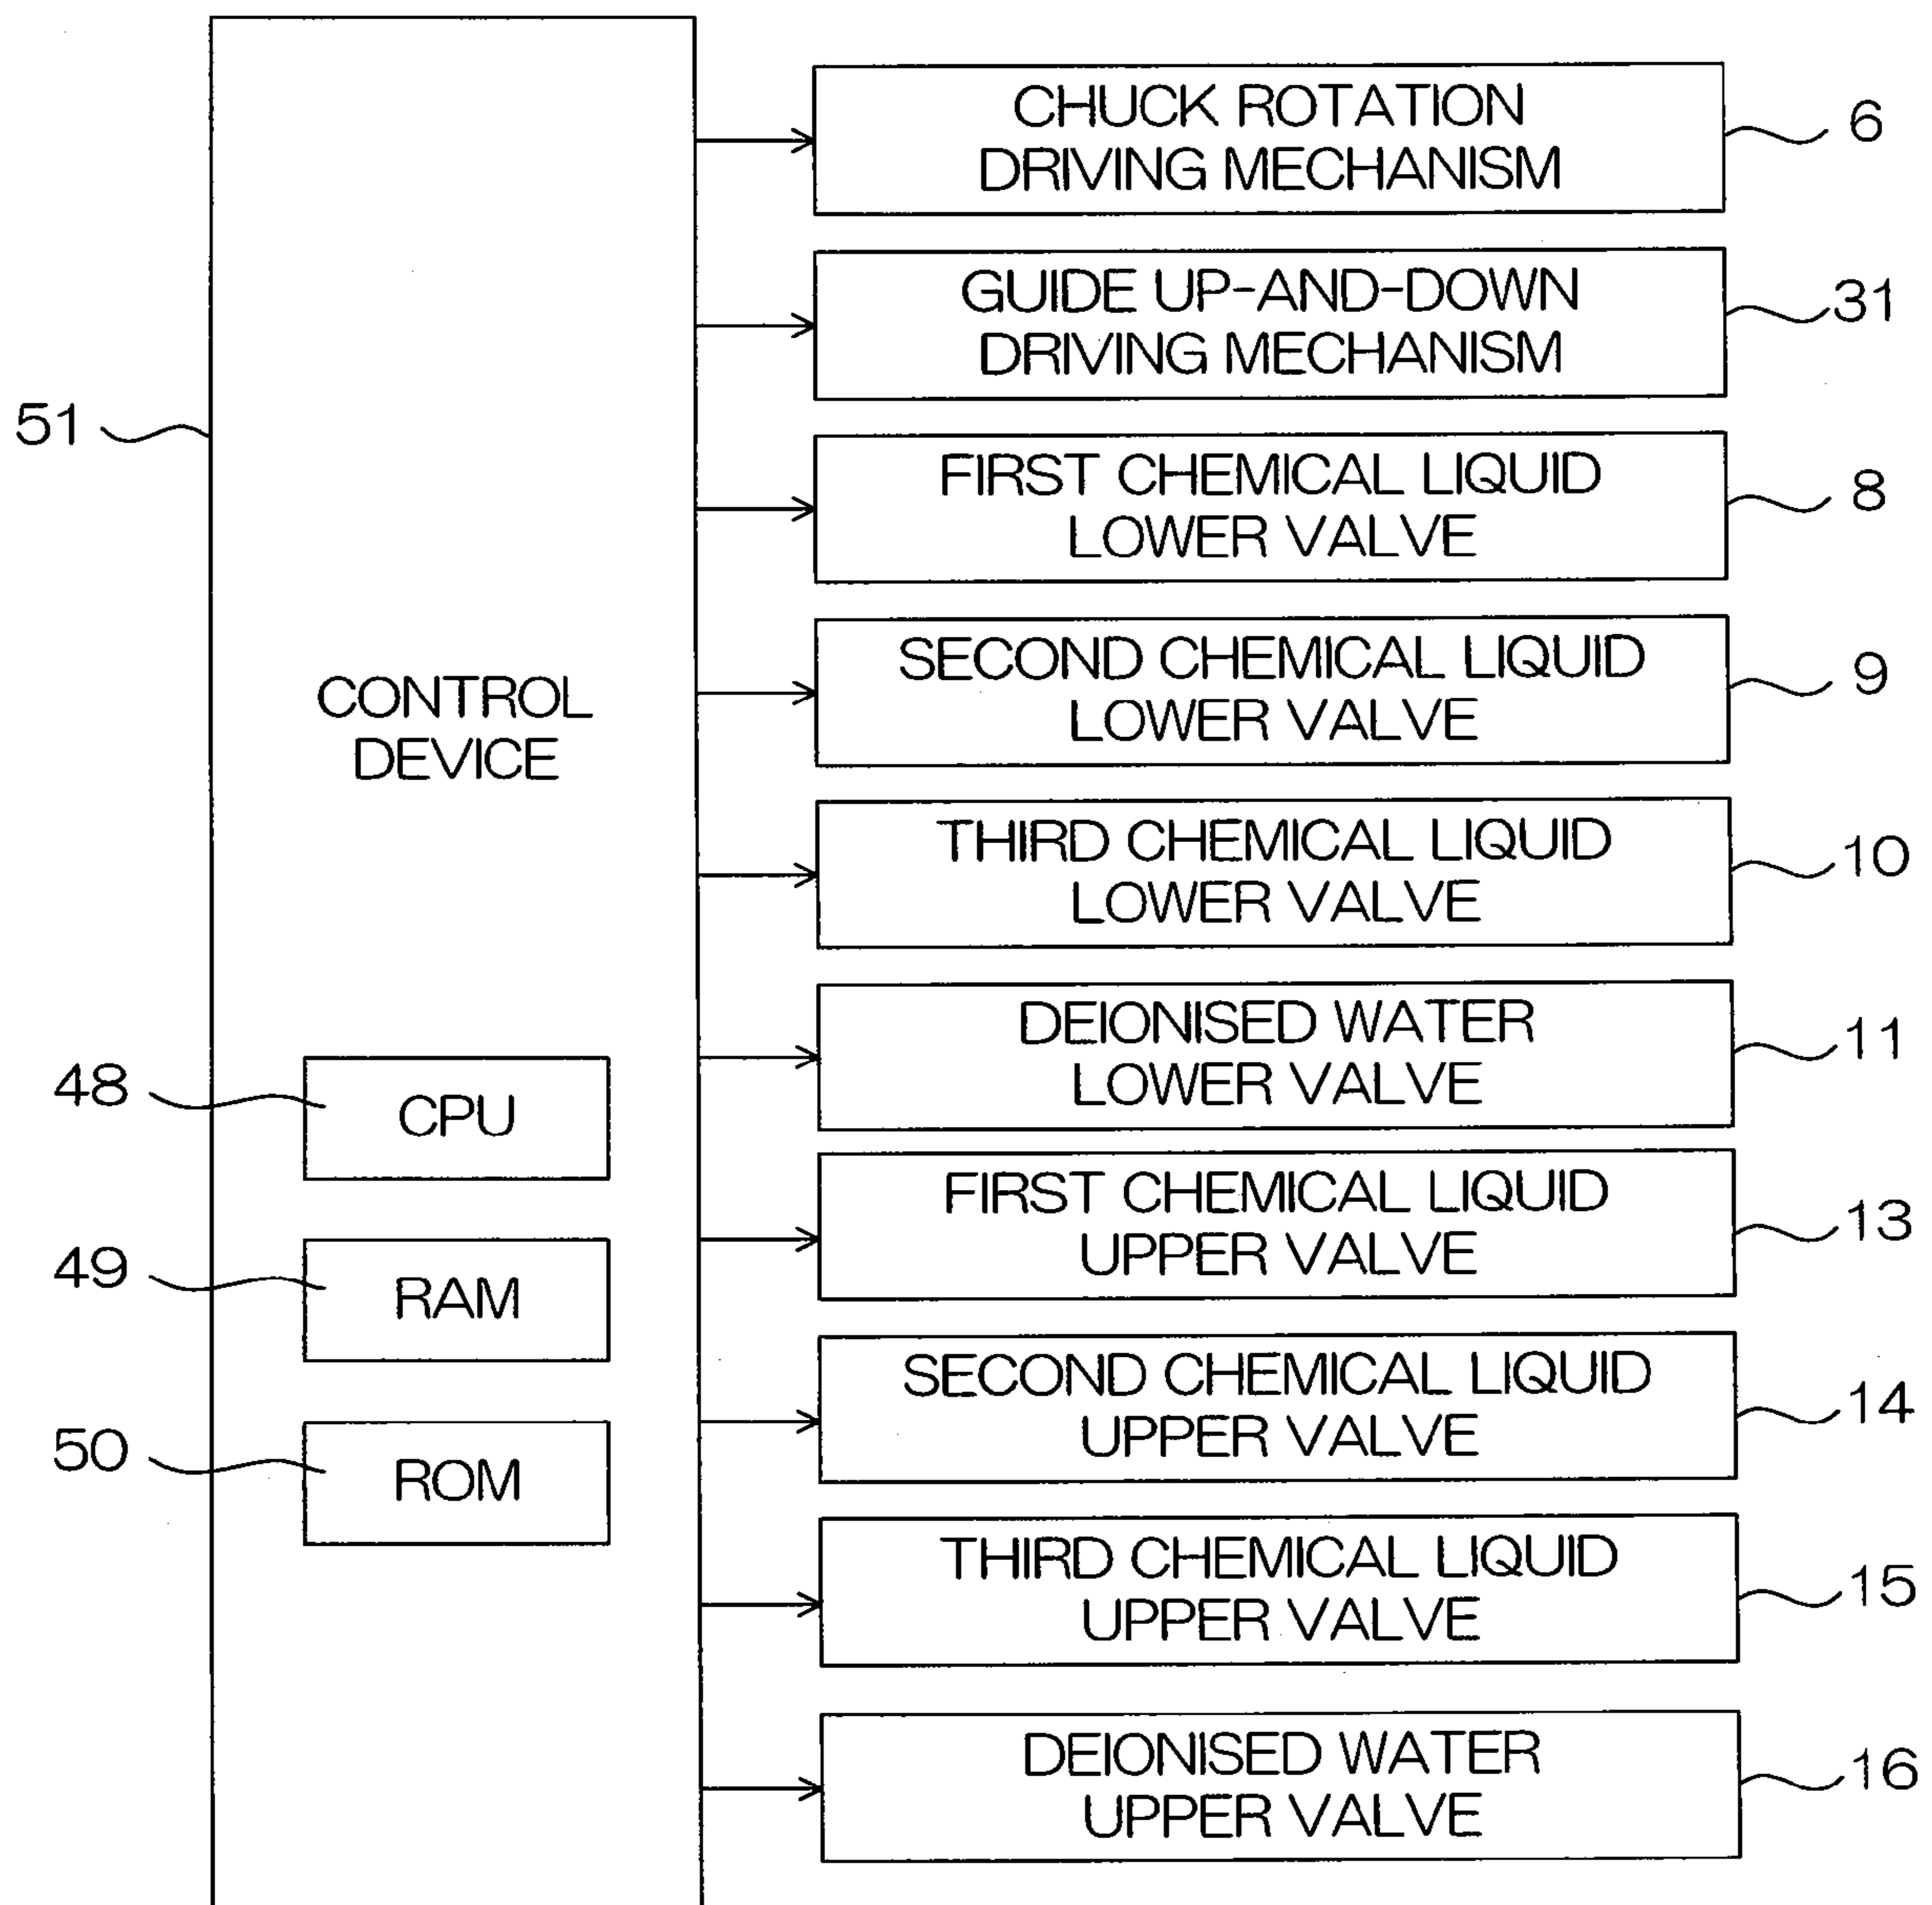 CHUCK ROTATION
DRIVING MECHANISM
6
GUIDE UP-AND-DOWN
DRIVING MECHANISM
31
51
FIRST CHEMICAL LIQUID
LOWER VALVE
8
CONTROL
DEVICE
SECOND CHEMICAL LIQUID
LOWER VALVE
9
THIRD CHEMICAL LIQUID
LOWER VALVE
10
DEIONISED WATER
LOWER VALVE
11
48
CPU
FIRST CHEMICAL LIQUID
UPPER VALVE
13
49
RAM
SECOND CHEMICAL LIQUID
UPPER VALVE
14
50
ROM
THIRD CHEMICAL LIQUID
UPPER VALVE
15
DEIONISED WATER
UPPER VALVE
16